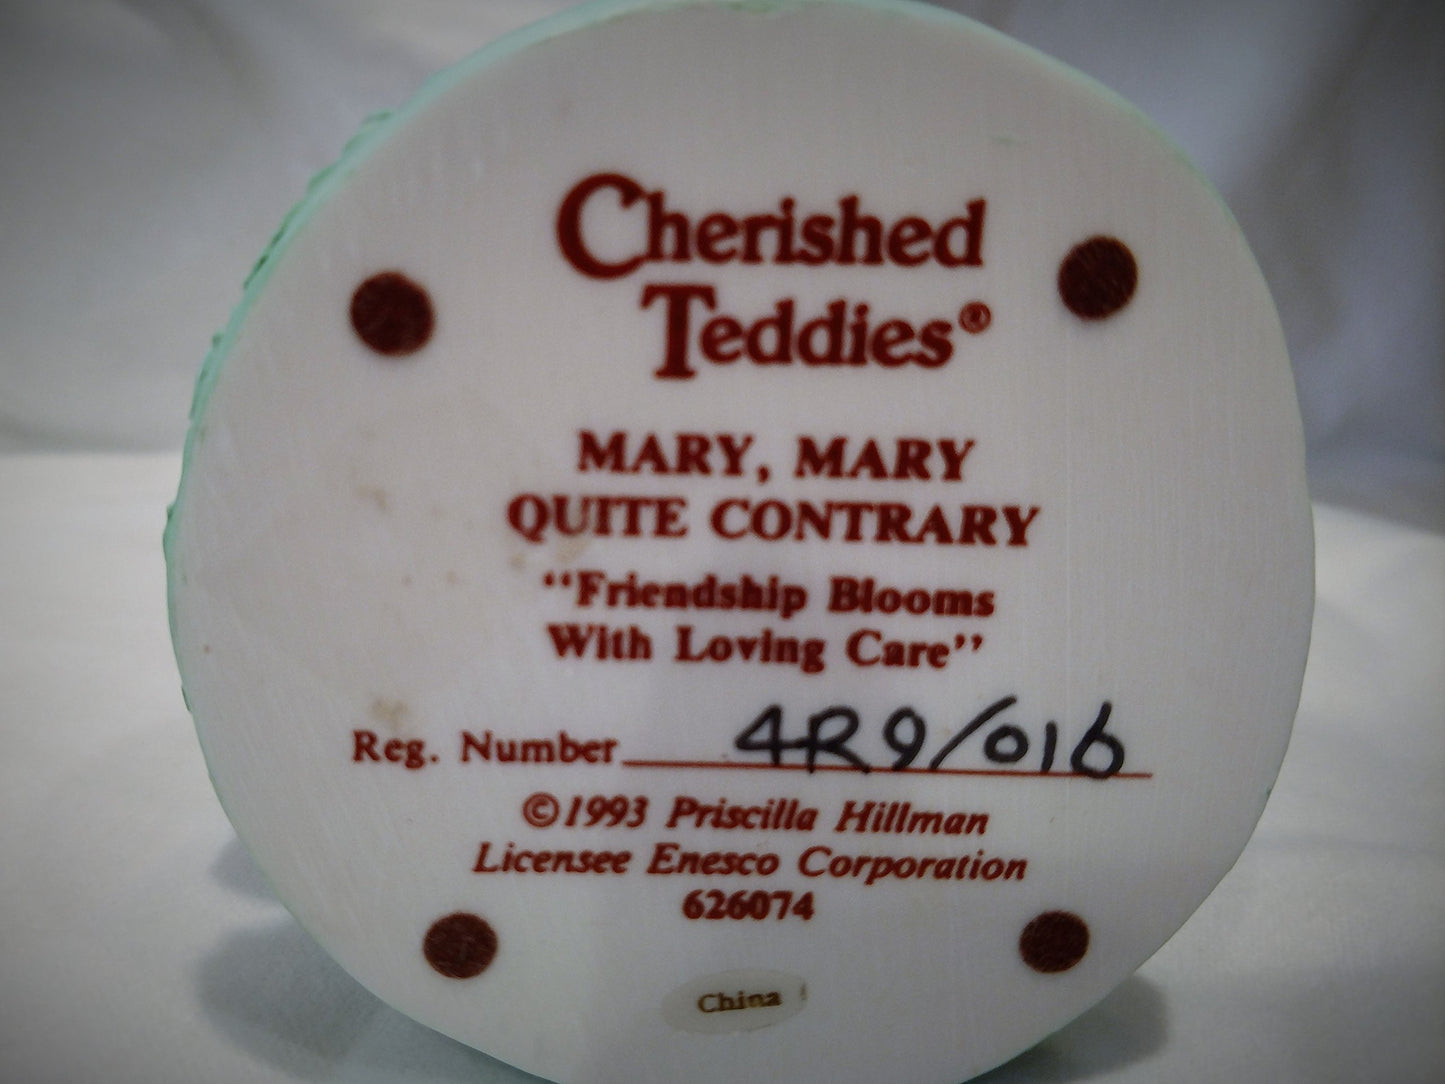 Cherished
Teddies®
MARY, MARY
QUITE CONTRARY
“Friendship Blooms
With Loving Care”
Reg. Number 4R9/016
©1993 Priscilla Hillman
Licensee Enesco Corporation
626074
China